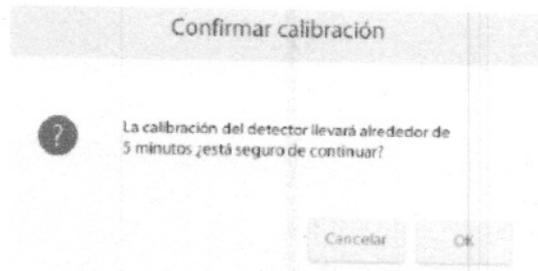 Confirmar calibración
?
La calibración del detector llevará alrededor de
5 minutos ¿está seguro de continuar?
Cancelar OK